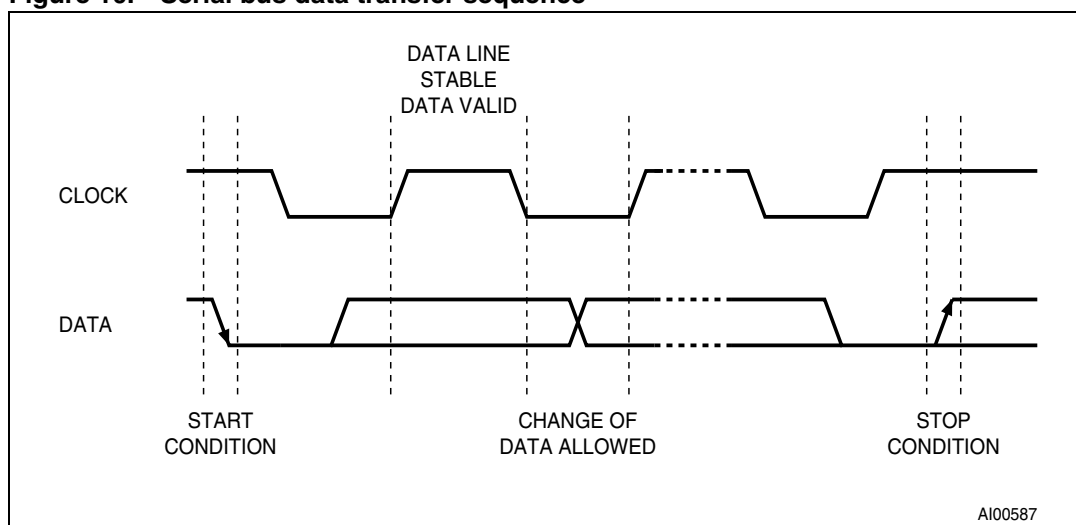 Figure 16. Serial bus data transfer sequence
DATA LINE
STABLE
DATA VALID
CLOCK
DATA
START
CONDITION
CHANGE OF
DATA ALLOWED
STOP
CONDITION
AI00587